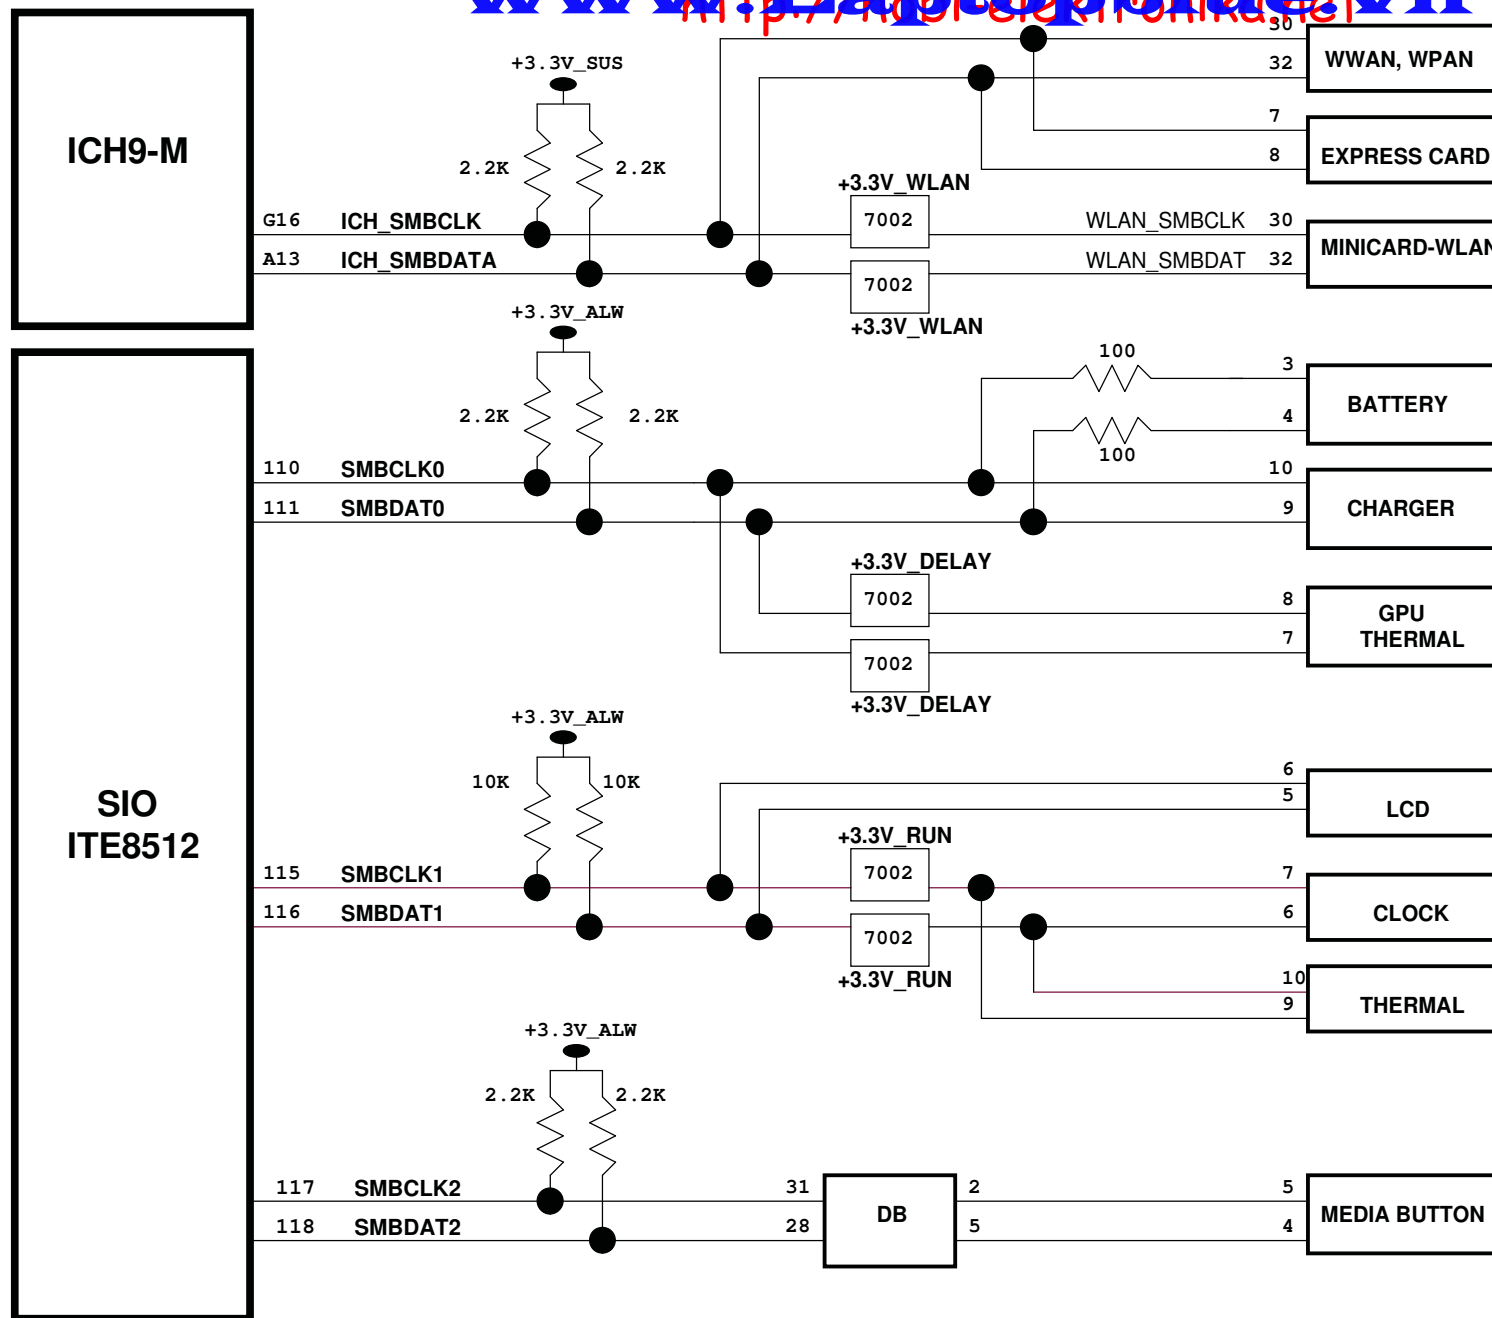 +3.3V_SUS
30
32
WWAN, WPAN
ICH9-M
2.2K
2.2K
7
8
EXPRESS CARD
+3.3V_WLAN
G16
ICH_SMBCLK
7002
WLAN_SMBCLK
30
A13
ICH_SMBDATA
7002
WLAN_SMBDAT
32
MINICARD-WLAN
+3.3V_WLAN
+3.3V_ALW
2.2K
2.2K
100
3
100
4
BATTERY
110
SMBCLK0
10
111
SMBDAT0
9
CHARGER
+3.3V_DELAY
7002
8
7002
7
GPU
THERMAL
+3.3V_DELAY
+3.3V_ALW
10K
10K
6
5
LCD
SIO
ITE8512
+3.3V_RUN
115
SMBCLK1
7002
7
116
SMBDAT1
7002
6
CLOCK
+3.3V_RUN
10
9
THERMAL
+3.3V_ALW
2.2K
2.2K
117
SMBCLK2
31
DB
2
5
118
SMBDAT2
28
5
4
MEDIA BUTTON